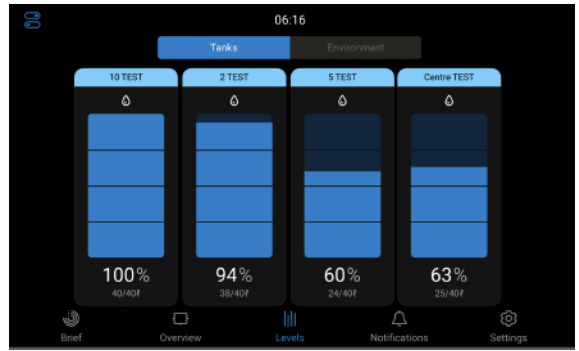 06:16
Tanks Environment
10 TEST 2 TEST 5 TEST Centre TEST
100% 94% 60% 63%
40/40ℓ 38/40ℓ 24/40ℓ 25/40ℓ
Brief Overview Levels Notifications Settings